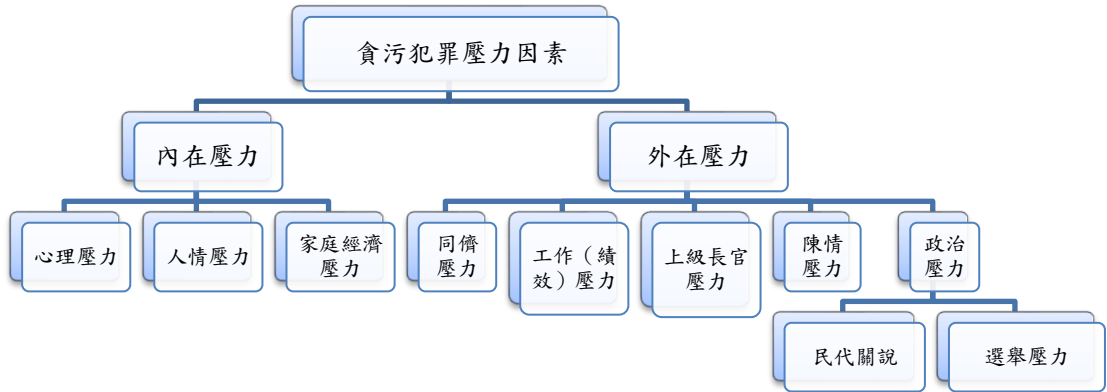 貪污犯罪壓力因素
內在壓力
外在壓力
心理壓力
人情壓力
家庭經濟
壓力
同儕
壓力
工作（績
效）壓力
上級長官
壓力
陳情
壓力
政治
壓力
民代關說
選舉壓力